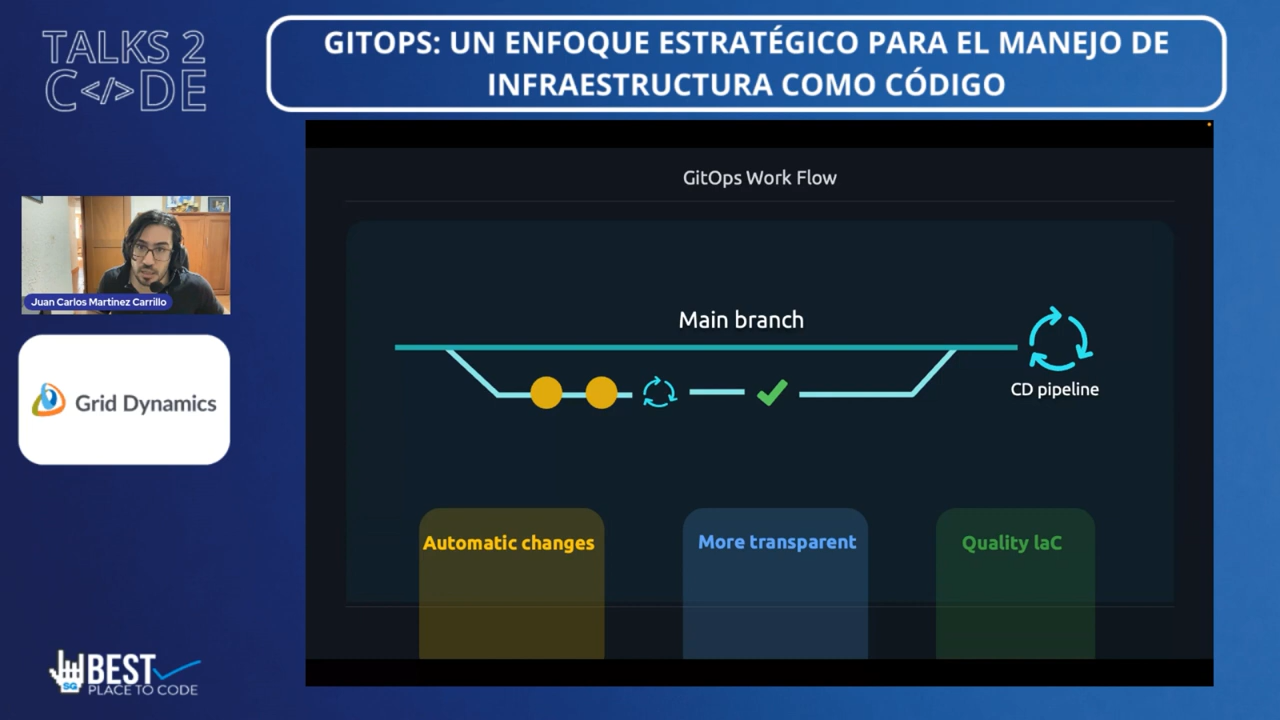 TALKS 2
C</>DE
GITOPS: UN ENFOQUE ESTRATÉGICO PARA EL MANEJO DE
INFRAESTRUCTURA COMO CÓDIGO
Juan Carlos Martinez Carrillo
Grid Dynamics
SG
BEST
PLACE TO CODE
GitOps Work Flow
Main branch
CD pipeline
Automatic changes
More transparent
Quality IaC